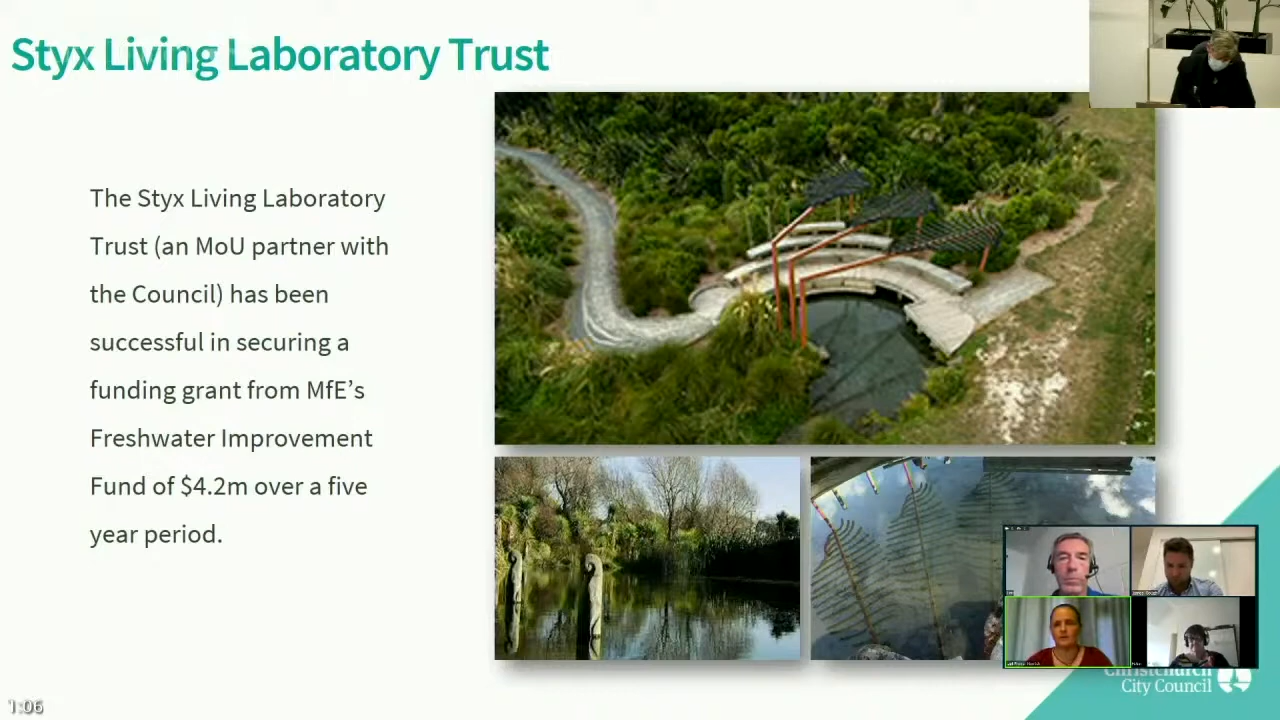 Styx Living Laboratory Trust
The Styx Living Laboratory
Trust (an MoU partner with
the Council) has been
successful in securing a
funding grant from MfE’s
Freshwater Improvement
Fund of $4.2m over a five
year period.
Christchurch
City Council
1:06